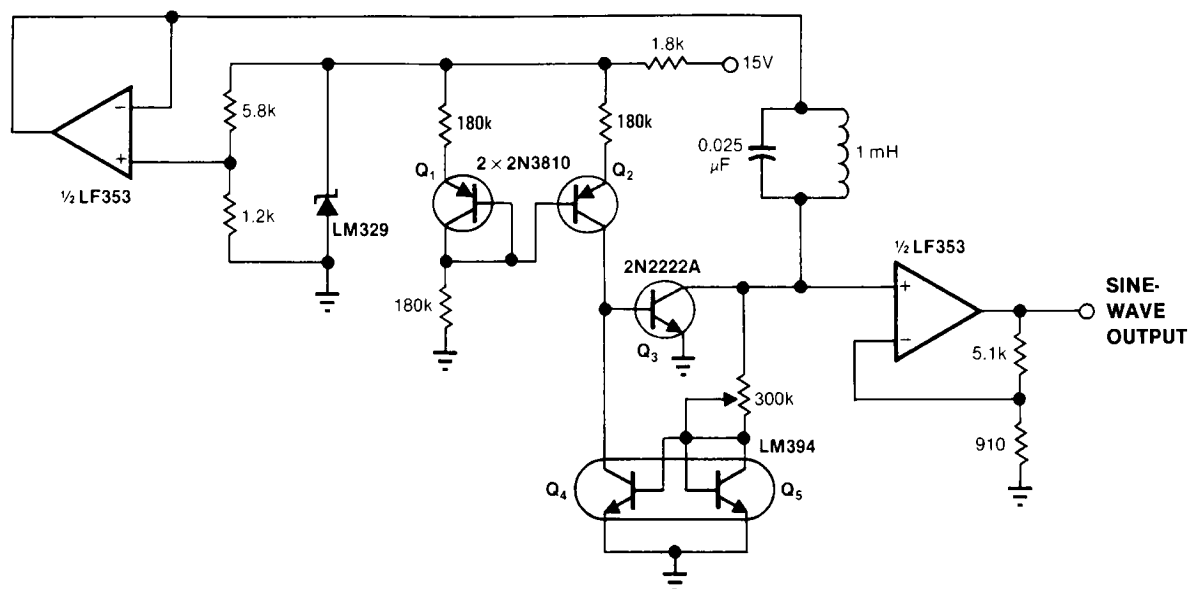 1.8k
15V
5.8k
180k
180k
0.025
µF
1 mH
½ LF353
1.2k
LM329
Q1
2 × 2N3810
Q2
½ LF353
2N2222A
Q3
180k
SINE-
WAVE
OUTPUT
5.1k
300k
910
LM394
Q4
Q5